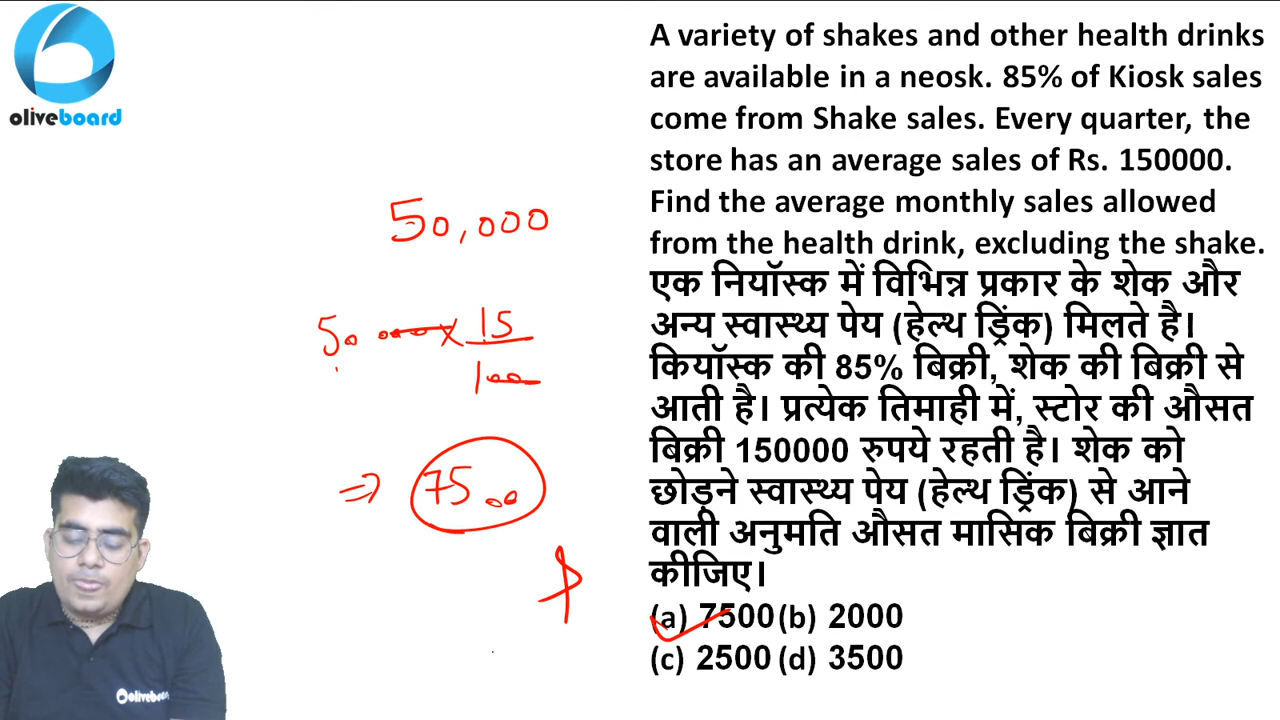 oliveboard
A variety of shakes and other health drinks
are available in a neosk. 85% of Kiosk sales
come from Shake sales. Every quarter, the
store has an average sales of Rs. 150000.
Find the average monthly sales allowed
from the health drink, excluding the shake.
एक नियॉस्क में विभिन्न प्रकार के शेक और
अन्य स्वास्थ्य पेय (हेल्थ ड्रिंक) मिलते है।
कियॉस्क की 85% बिक्री, शेक की बिक्री से
आती है। प्रत्येक तिमाही में, स्टोर की औसत
बिक्री 150000 रुपये रहती है। शेक को
छोड़ने स्वास्थ्य पेय (हेल्थ ड्रिंक) से आने
वाली अनुमति औसत मासिक बिक्री ज्ञात
कीजिए।
(a) 7500 (b) 2000
(c) 2500 (d) 3500
50,000
50 000 × 15
100
⇒ 7500
oliveboard